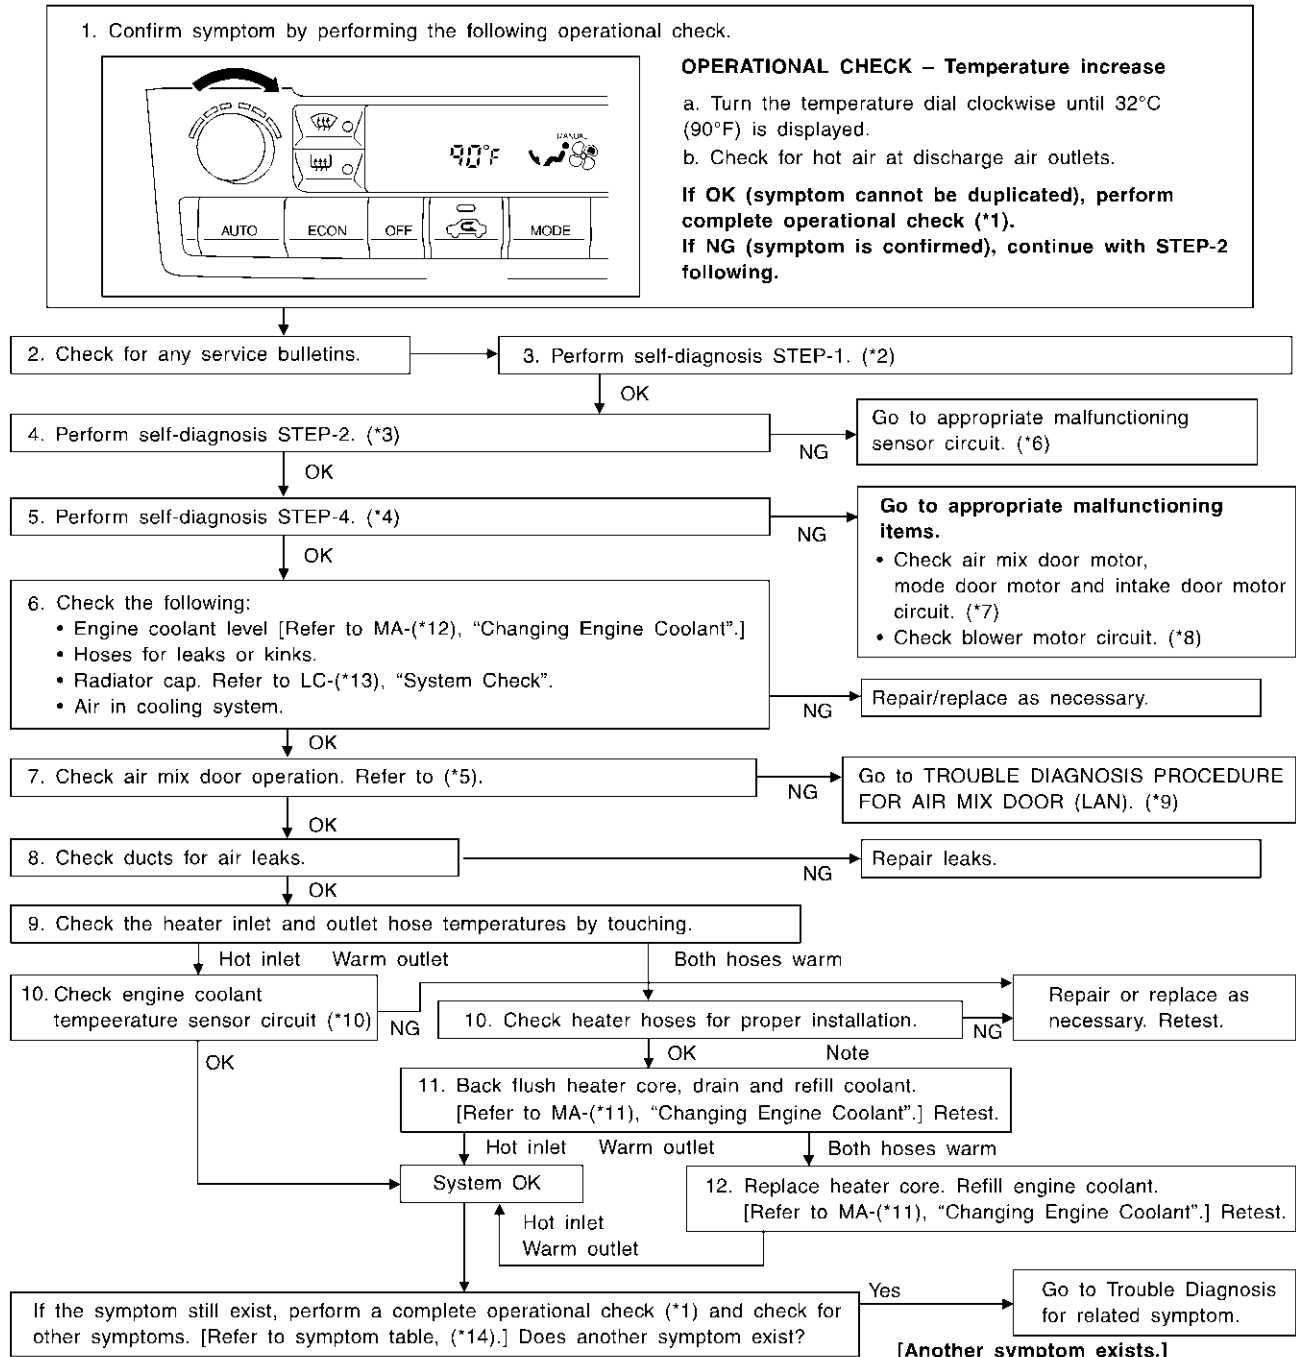 1. Confirm symptom by performing the following operational check.
OPERATIONAL CHECK – Temperature increase
a. Turn the temperature dial clockwise until 32°C
(90°F) is displayed.
b. Check for hot air at discharge air outlets.
If OK (symptom cannot be duplicated), perform
complete operational check (*1).
If NG (symptom is confirmed), continue with STEP-2
following.
MANUAL
90°F
AUTO
ECON
OFF
MODE
2. Check for any service bulletins.
3. Perform self-diagnosis STEP-1. (*2)
OK
4. Perform self-diagnosis STEP-2. (*3)
NG
Go to appropriate malfunctioning
sensor circuit. (*6)
OK
5. Perform self-diagnosis STEP-4. (*4)
NG
Go to appropriate malfunctioning
items.
• Check air mix door motor,
mode door motor and intake door motor
circuit. (*7)
• Check blower motor circuit. (*8)
OK
6. Check the following:
• Engine coolant level [Refer to MA-(*12), “Changing Engine Coolant”.]
• Hoses for leaks or kinks.
• Radiator cap. Refer to LC-(*13), “System Check”.
• Air in cooling system.
NG
Repair/replace as necessary.
OK
7. Check air mix door operation. Refer to (*5).
NG
Go to TROUBLE DIAGNOSIS PROCEDURE
FOR AIR MIX DOOR (LAN). (*9)
OK
8. Check ducts for air leaks.
NG
Repair leaks.
OK
9. Check the heater inlet and outlet hose temperatures by touching.
Hot inlet Warm outlet
Both hoses warm
10. Check engine coolant
tempeerature sensor circuit (*10)
NG
10. Check heater hoses for proper installation.
NG
Repair or replace as
necessary. Retest.
OK
OK
Note
11. Back flush heater core, drain and refill coolant.
[Refer to MA-(*11), “Changing Engine Coolant”.] Retest.
Hot inlet Warm outlet
Both hoses warm
System OK
12. Replace heater core. Refill engine coolant.
[Refer to MA-(*11), “Changing Engine Coolant”.] Retest.
Hot inlet
Warm outlet
If the symptom still exist, perform a complete operational check (*1) and check for
other symptoms. [Refer to symptom table, (*14).] Does another symptom exist?
Yes
Go to Trouble Diagnosis
for related symptom.
[Another symptom exists.]